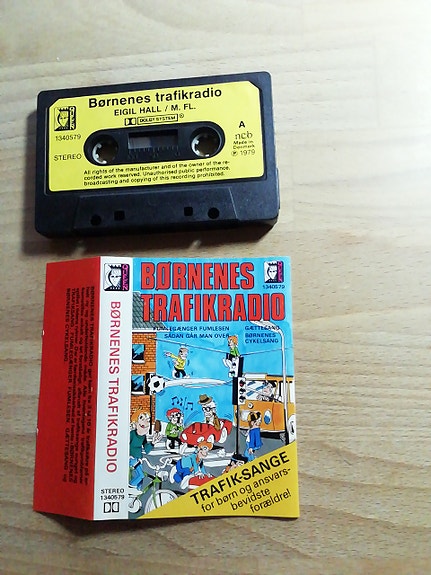 Børnenes trafikradio
EIGIL HALL / M. FL.
DOLBY SYSTEM ®
1340579
STEREO
A
ncb
Made in
Denmark
℗ 1979
All rights of the manufacturer and of the owner of the re-
corded work reserved. Unauthorised public performance,
broadcasting and copying of this recording prohibited.
BØRNENES
TRAFIKRADIO
1340579
FUMLEGÆNGER FUMLESEN
SÅDAN GÅR MAN OVER
GÆTTESANG
BØRNENES
CYKELSANG
TRAFIK-SANGE
for børn og ansvars-
bevidste
forældre!
BØRNENES TRAFIKRADIO
STEREO
1340579